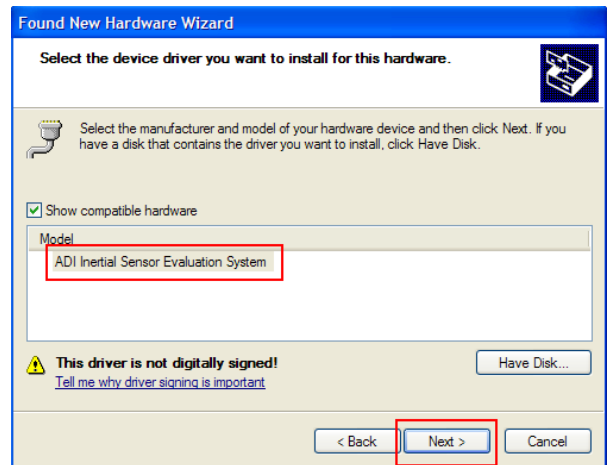 Found New Hardware Wizard
Select the device driver you want to install for this hardware.
Select the manufacturer and model of your hardware device and then click Next. If you
have a disk that contains the driver you want to install, click Have Disk.
Show compatible hardware
Model
ADI Inertial Sensor Evaluation System
This driver is not digitally signed!
Have Disk...
Tell me why driver signing is important
< Back
Next >
Cancel